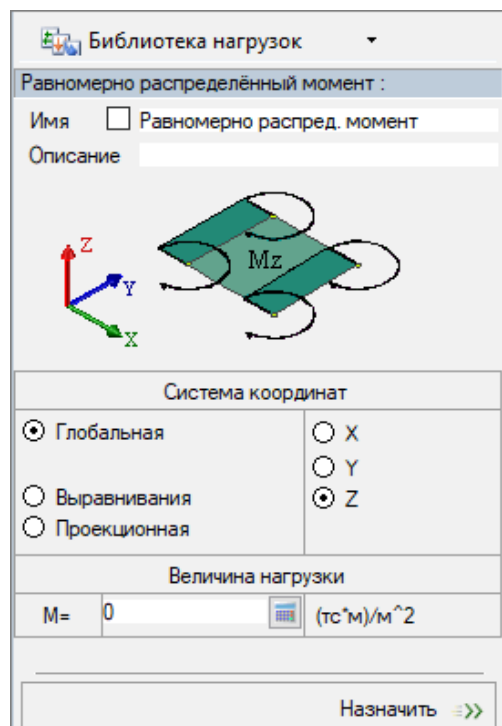 Библиотека нагрузок
Равномерно распределённый момент :
Имя Равномерно распред. момент
Описание
Z
Mz
Y
X
Система координат
Глобальная X
Y
Выравнивания Z
Проекционная
Величина нагрузки
M= 0 (тс*м)/м^2
Назначить